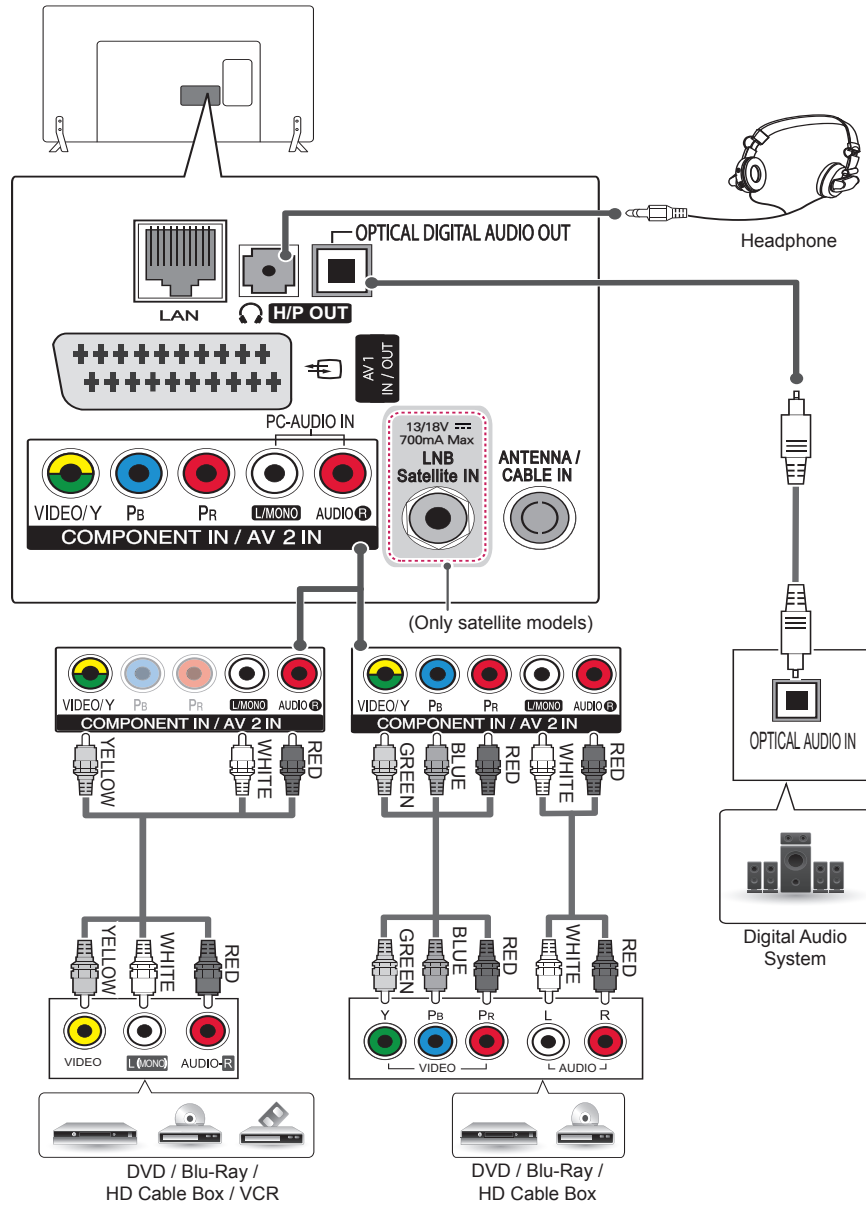 Headphone
OPTICAL DIGITAL AUDIO OUT
LAN
H/P OUT
AV 1
IN / OUT
PC-AUDIO IN
13/18V
700mA Max
LNB
Satellite IN
ANTENNA /
CABLE IN
VIDEO/Y PB PR L/MONO AUDIO R
COMPONENT IN / AV 2 IN
(Only satellite models)
VIDEO/Y PB PR L/MONO AUDIO R
COMPONENT IN / AV 2 IN
YELLOW WHITE RED
YELLOW WHITE RED
VIDEO L(MONO) AUDIO-R
DVD / Blu-Ray /
HD Cable Box / VCR
VIDEO/Y PB PR L/MONO AUDIO R
COMPONENT IN / AV 2 IN
GREEN BLUE RED WHITE RED
GREEN BLUE RED WHITE RED
Y PB PR L R
VIDEO AUDIO
DVD / Blu-Ray /
HD Cable Box
OPTICAL AUDIO IN
Digital Audio
System